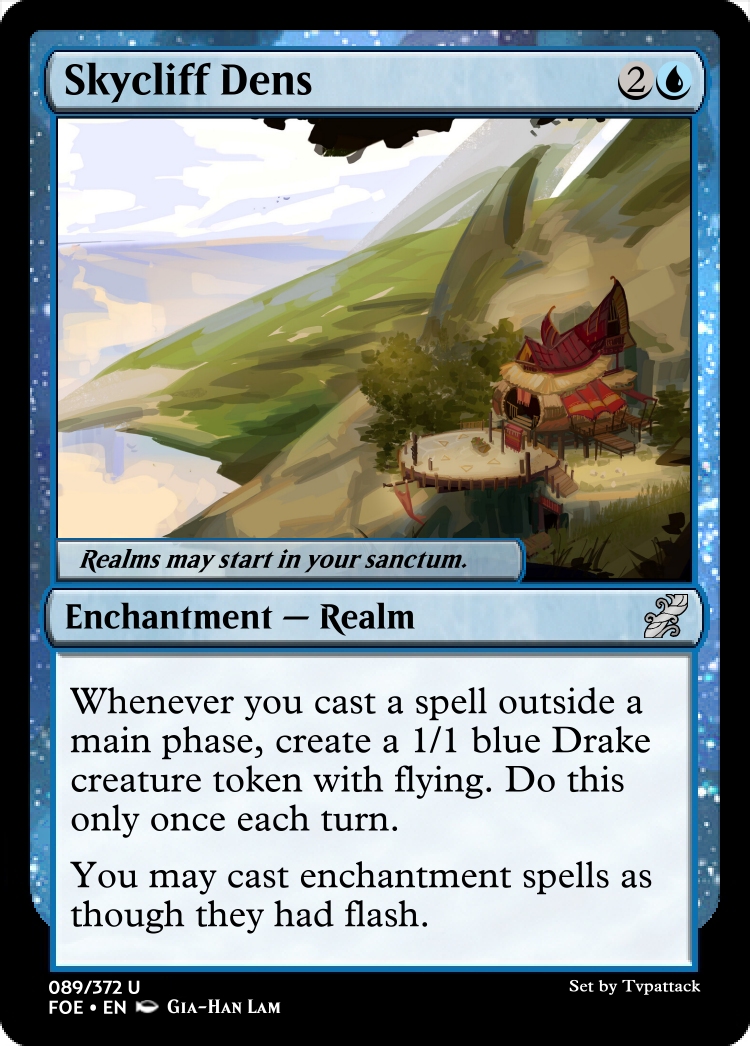 Skycliff Dens
2
Realms may start in your sanctum.
Enchantment — Realm
Whenever you cast a spell outside a
main phase, create a 1/1 blue Drake
creature token with flying. Do this
only once each turn.
You may cast enchantment spells as
though they had flash.
089/372 U
Set by Tvpattack
FOE • EN Gia-Han Lam